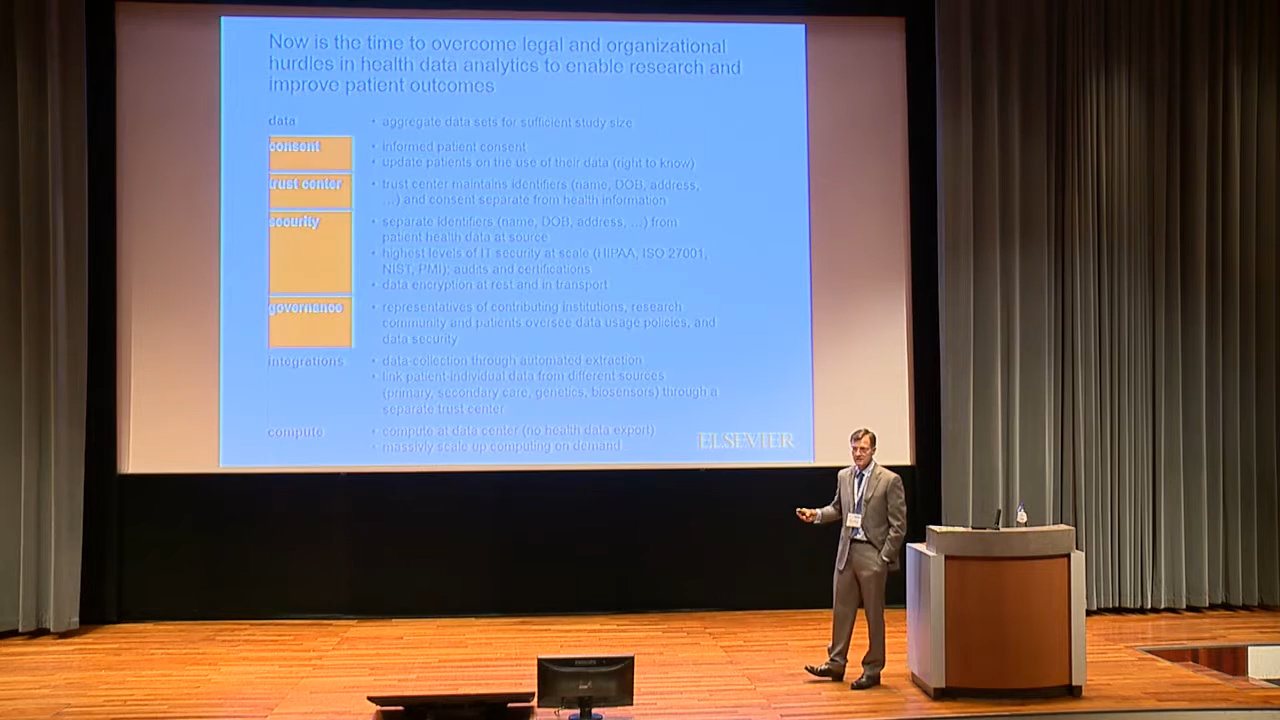 Now is the time to overcome legal and organizational
hurdles in health data analytics to enable research and
improve patient outcomes
data
• aggregate data sets for sufficient study size
consent
• informed patient consent
• update patients on the use of their data (right to know)
trust center
• trust center maintains identifiers (name, DOB, address,
...) and consent separate from health information
security
• separate identifiers (name, DOB, address, ...) from
patient health data at source
• highest levels of IT security at scale (HIPAA, ISO 27001,
NIST, PMI); audits and certifications
• data encryption at rest and in transport
governance
• representatives of contributing institutions, research
community and patients oversee data usage policies, and
data security
integrations
• data-collection through automated extraction
• link patient-individual data from different sources
(primary, secondary care, genetics, biosensors) through a
separate trust center
compute
• compute at data center (no health data export)
• massivly scale up computing on demand
ELSEVIER
PHILIPS